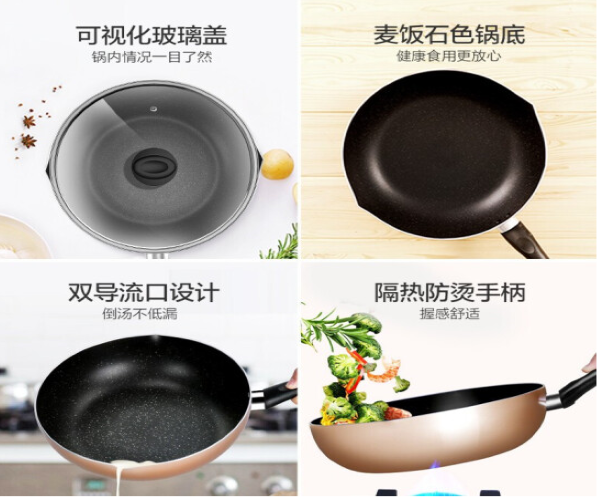 可视化玻璃盖
锅内情况一目了然
麦饭石色锅底
健康食用更放心
双导流口设计
倒汤不低漏
隔热防烫手柄
握感舒适